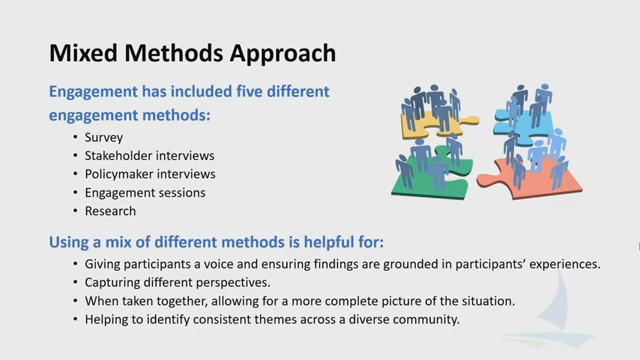 Mixed Methods Approach
Engagement has included five different
engagement methods:
• Survey
• Stakeholder interviews
• Policymaker interviews
• Engagement sessions
• Research
Using a mix of different methods is helpful for:
• Giving participants a voice and ensuring findings are grounded in participants’ experiences.
• Capturing different perspectives.
• When taken together, allowing for a more complete picture of the situation.
• Helping to identify consistent themes across a diverse community.